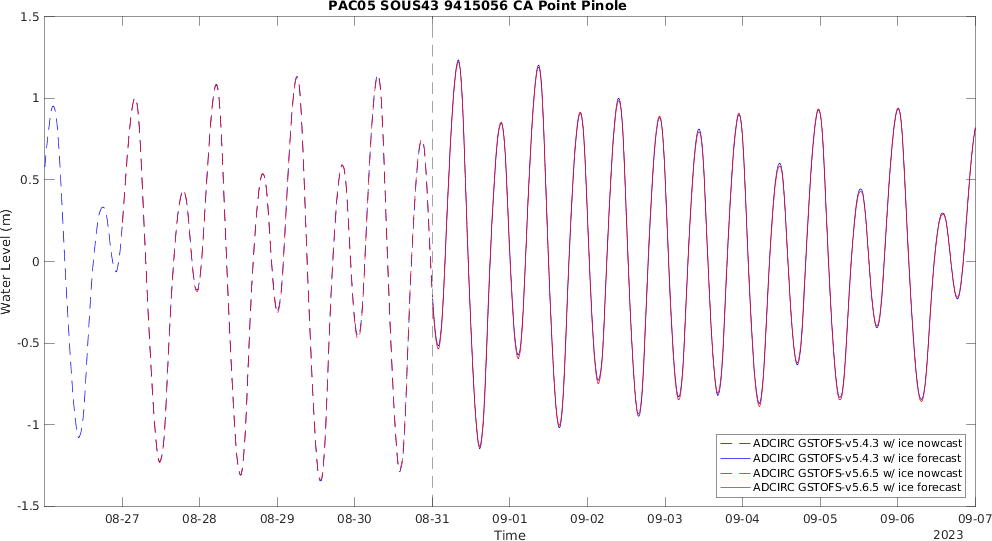 PAC05 SOUS43 9415056 CA Point Pinole
1.5
1
0.5
0
-0.5
-1
-1.5
Water Level (m)
08-27 08-28 08-29 08-30 08-31 09-01 09-02 09-03 09-04 09-05 09-06 09-07
Time
2023
ADCIRC GSTOFS-v5.4.3 w/ ice nowcast
ADCIRC GSTOFS-v5.4.3 w/ ice forecast
ADCIRC GSTOFS-v5.6.5 w/ ice nowcast
ADCIRC GSTOFS-v5.6.5 w/ ice forecast